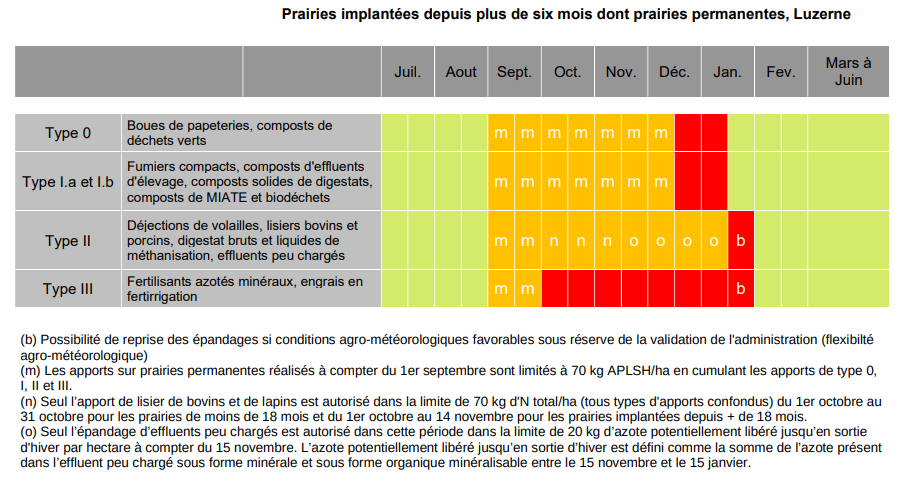 Prairies implantées depuis plus de six mois dont prairies permanentes, Luzerne
Juil. Aout Sept. Oct. Nov. Déc. Jan. Fev. Mars à
Juin
Type 0 Boues de papeteries, composts de
déchets verts m m m m m m m
Type I.a et I.b Fumiers compacts, composts d'effluents
d'élevage, composts solides de digestats,
composts de MIATE et biodéchets m m m m m m m
Type II Déjections de volailles, lisiers bovins et
porcins, digestat bruts et liquides de
méthanisation, effluents peu chargés m m n n n o o o o b
Type III Fertilisants azotés minéraux, engrais en
fertirrigation m m b
(b) Possibilité de reprise des épandages si conditions agro-météorologiques favorables sous réserve de la validation de l'administration (flexibilté
agro-météorologique)
(m) Les apports sur prairies permanentes réalisés à compter du 1er septembre sont limités à 70 kg APLSH/ha en cumulant les apports de type 0,
I, II et III.
(n) Seul l'apport de lisier de bovins et de lapins est autorisé dans la limite de 70 kg d'N total/ha (tous types d'apports confondus) du 1er octobre au
31 octobre pour les prairies de moins de 18 mois et du 1er octobre au 14 novembre pour les prairies implantées depuis + de 18 mois.
(o) Seul l'épandage d'effluents peu chargés est autorisé dans cette période dans la limite de 20 kg d'azote potentiellement libéré jusqu'en sortie
d'hiver par hectare à compter du 15 novembre. L'azote potentiellement libéré jusqu'en sortie d'hiver est défini comme la somme de l'azote présent
dans l'effluent peu chargé sous forme minérale et sous forme organique minéralisable entre le 15 novembre et le 15 janvier.